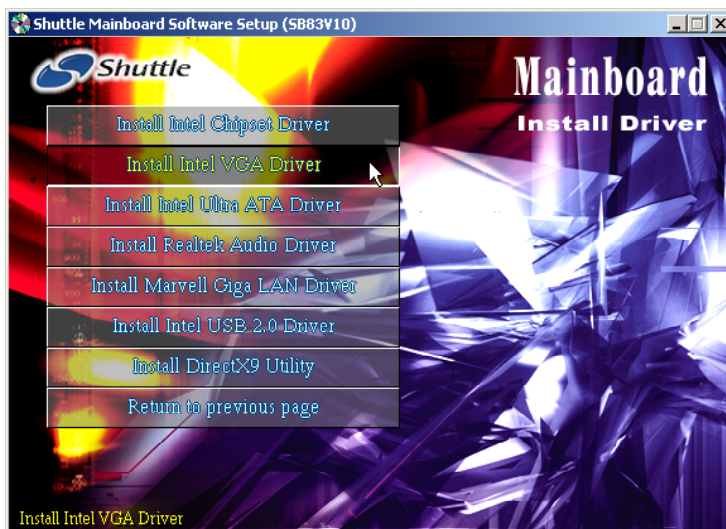 Shuttle Mainboard Software Setup (SB83V10)
Shuttle
Mainboard
Install Driver
Install Intel Chipset Driver
Install Intel VGA Driver
Install Intel Ultra ATA Driver
Install Realtek Audio Driver
Install Marvell Giga LAN Driver
Install Intel USB 2.0 Driver
Install DirectX9 Utility
Return to previous page
Install Intel VGA Driver